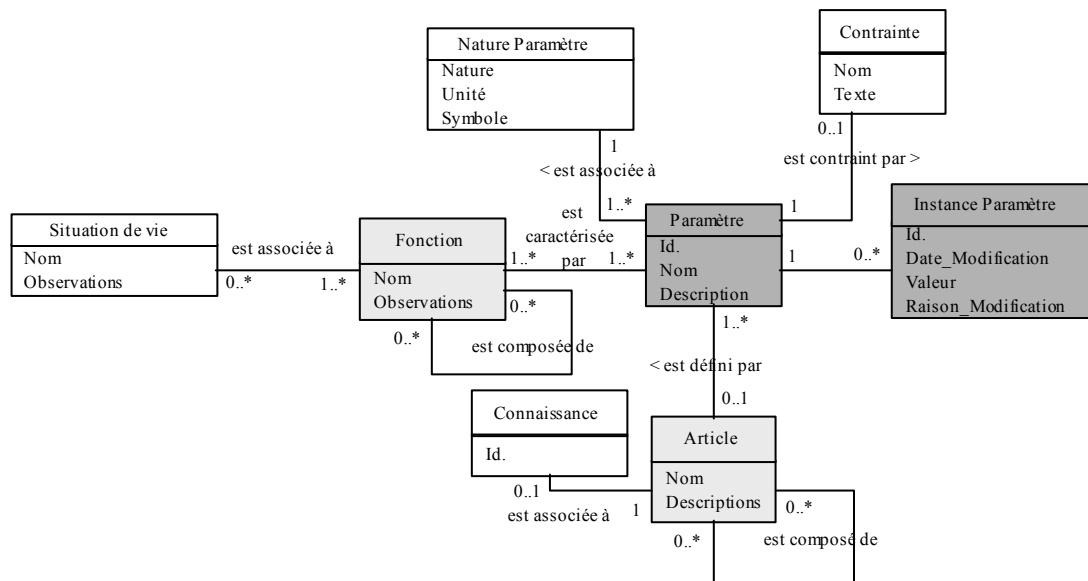 Contrainte
Nom
Texte
0..1
Nature Paramètre
Nature
Unité
Symbole
1
< est associée à
1..*
est contraint par >
1
Situation de vie
Nom
Observations
est associée à
0..*
1..*
Fonction
Nom
Observations
1..*
est
caractérisée
par
1..*
0..*
0..*
est composée de
Paramètre
Id.
Nom
Description
1
0..*
Instance Paramètre
Id.
Date_Modification
Valeur
Raison_Modification
1..*
< est défini par
0..1
Connaissance
Id.
0..1
est associée à
1
Article
Nom
Descriptions
0..*
0..*
est composé de